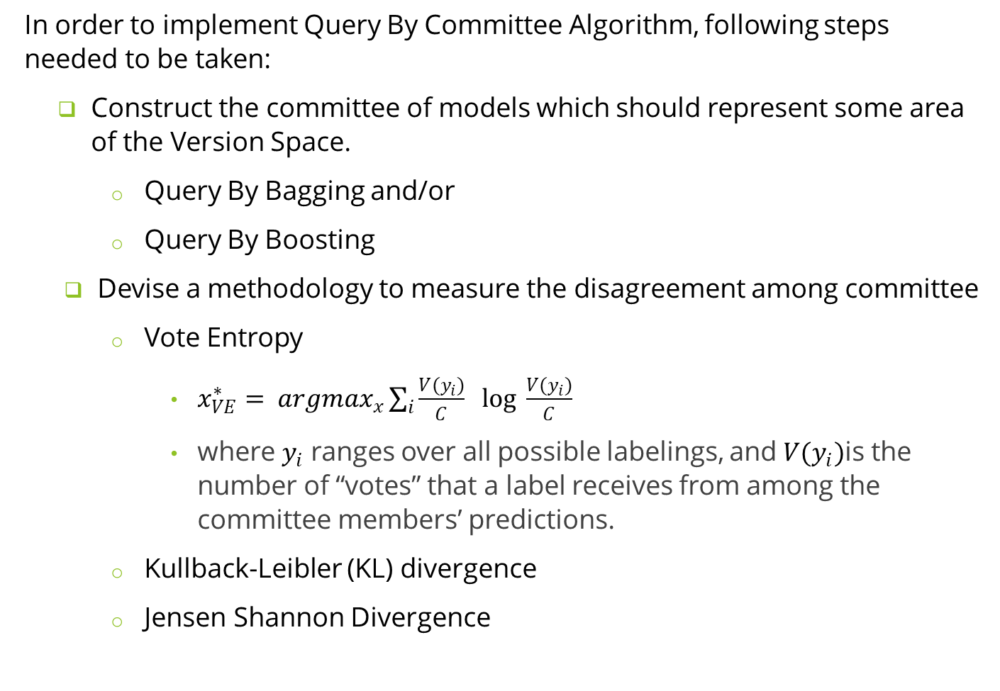 In order to implement Query By Committee Algorithm, following steps
needed to be taken:
❑ Construct the committee of models which should represent some area
of the Version Space.
○ Query By Bagging and/or
○ Query By Boosting
❑ Devise a methodology to measure the disagreement among committee
○ Vote Entropy
• x*_VE = argmax_x ∑_i V(y_i)/C log V(y_i)/C
• where y_i ranges over all possible labelings, and V(y_i)is the
number of “votes” that a label receives from among the
committee members’ predictions.
○ Kullback-Leibler (KL) divergence
○ Jensen Shannon Divergence